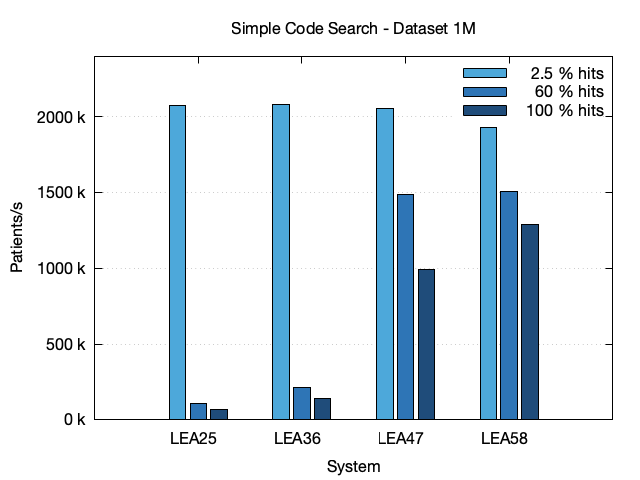 Simple Code Search - Dataset 1M
2.5 % hits
60 % hits
100 % hits
2000 k
1500 k
1000 k
500 k
0 k
Patients/s
LEA25 LEA36 LEA47 LEA58
System